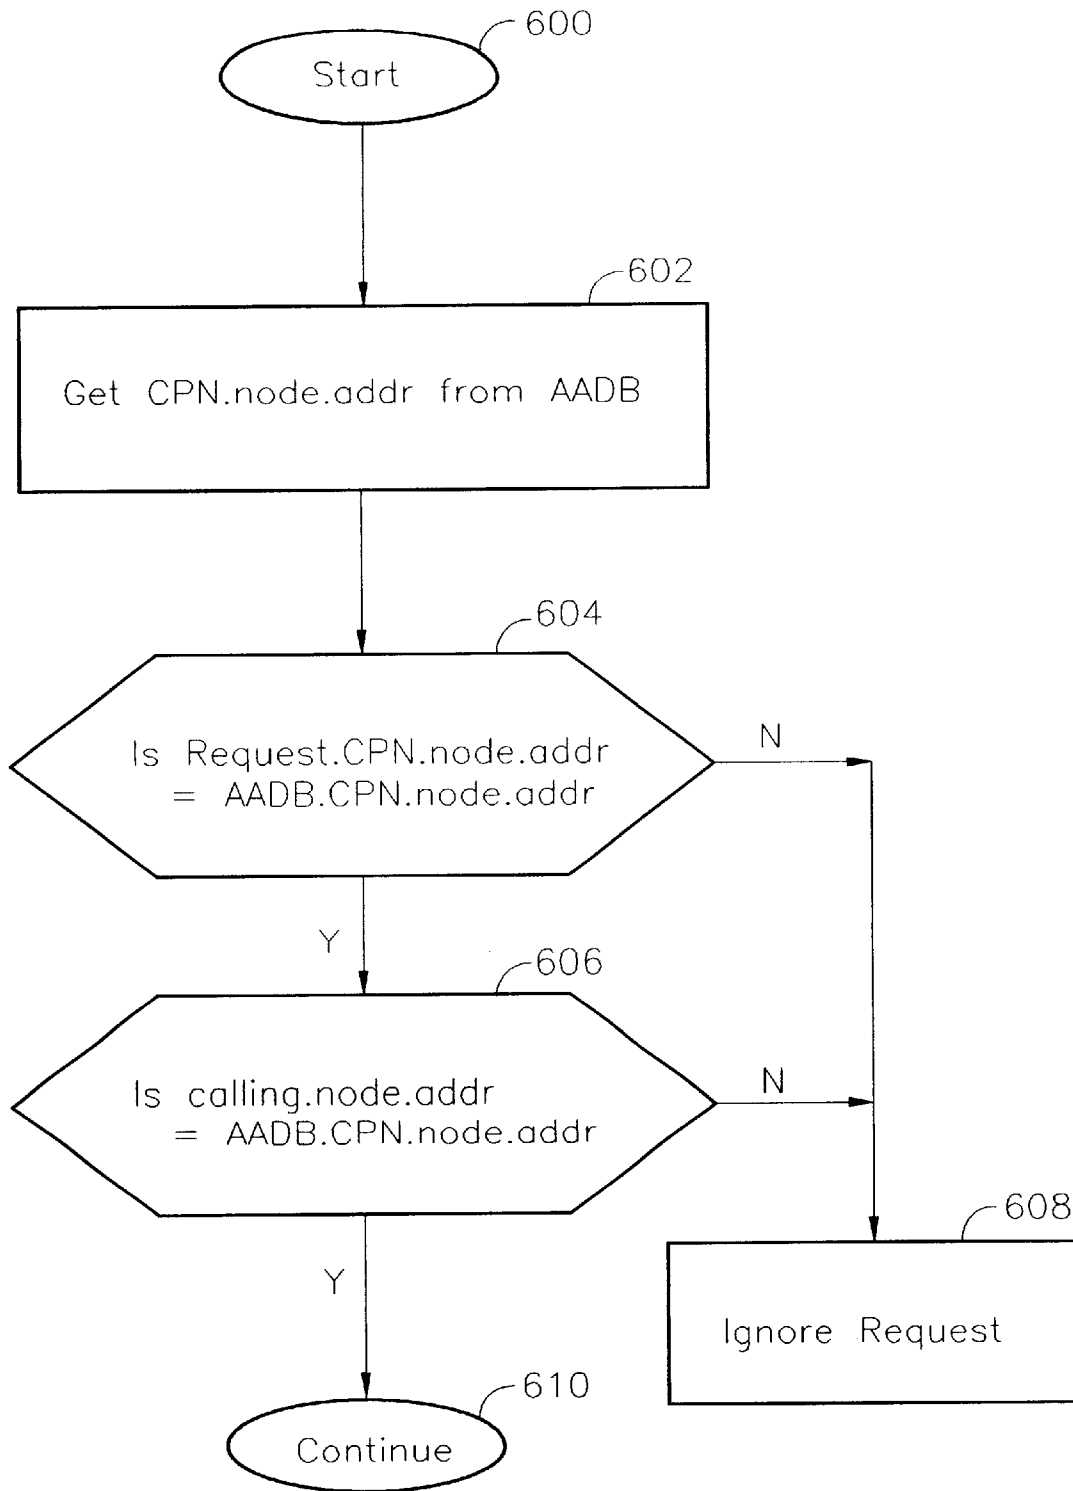 600
Start
602
Get CPN.node.addr from AADB
604
Is Request.CPN.node.addr
= AADB.CPN.node.addr
N
Y
606
Is calling.node.addr
= AADB.CPN.node.addr
N
Y
608
Ignore Request
610
Continue